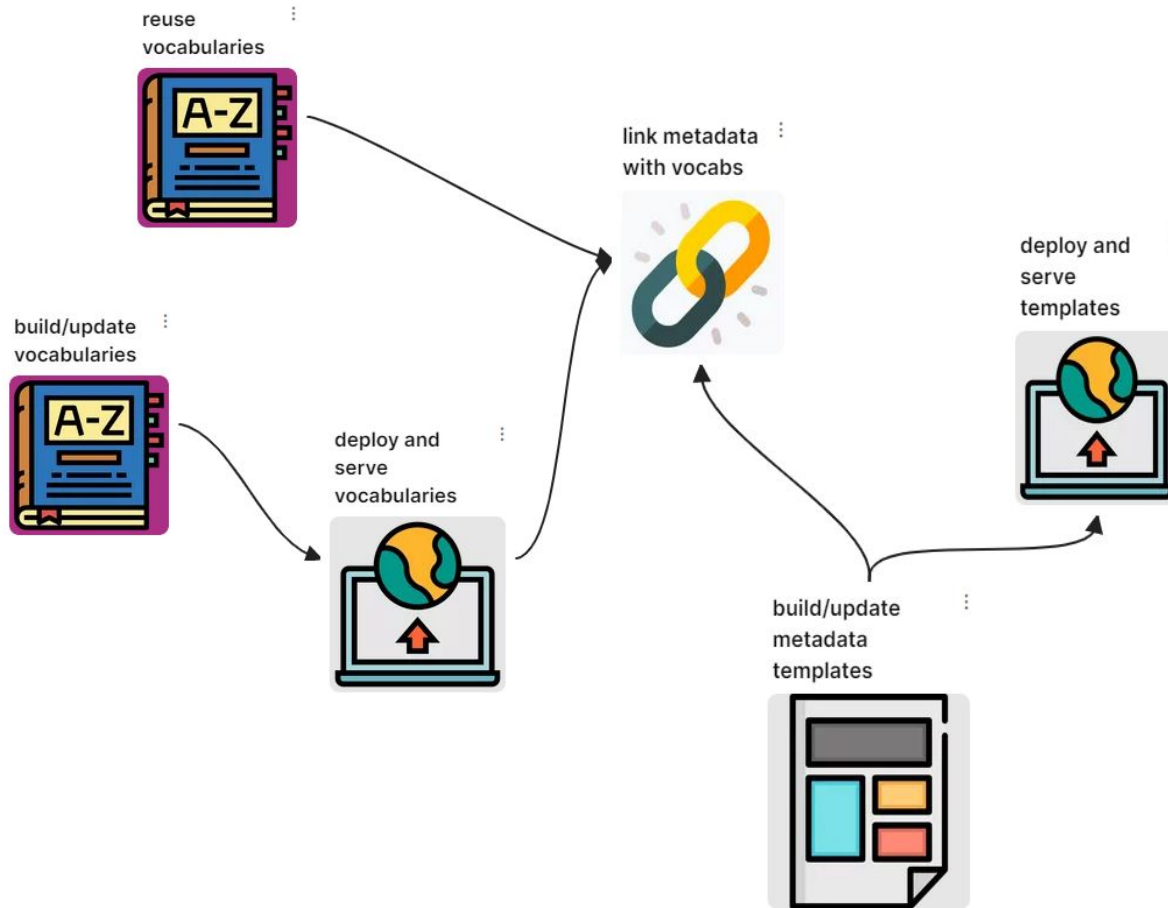 reuse
vocabularies
A-Z
link metadata
with vocabs
deploy and
serve
templates
build/update
vocabularies
A-Z
deploy and
serve
vocabularies
build/update
metadata
templates